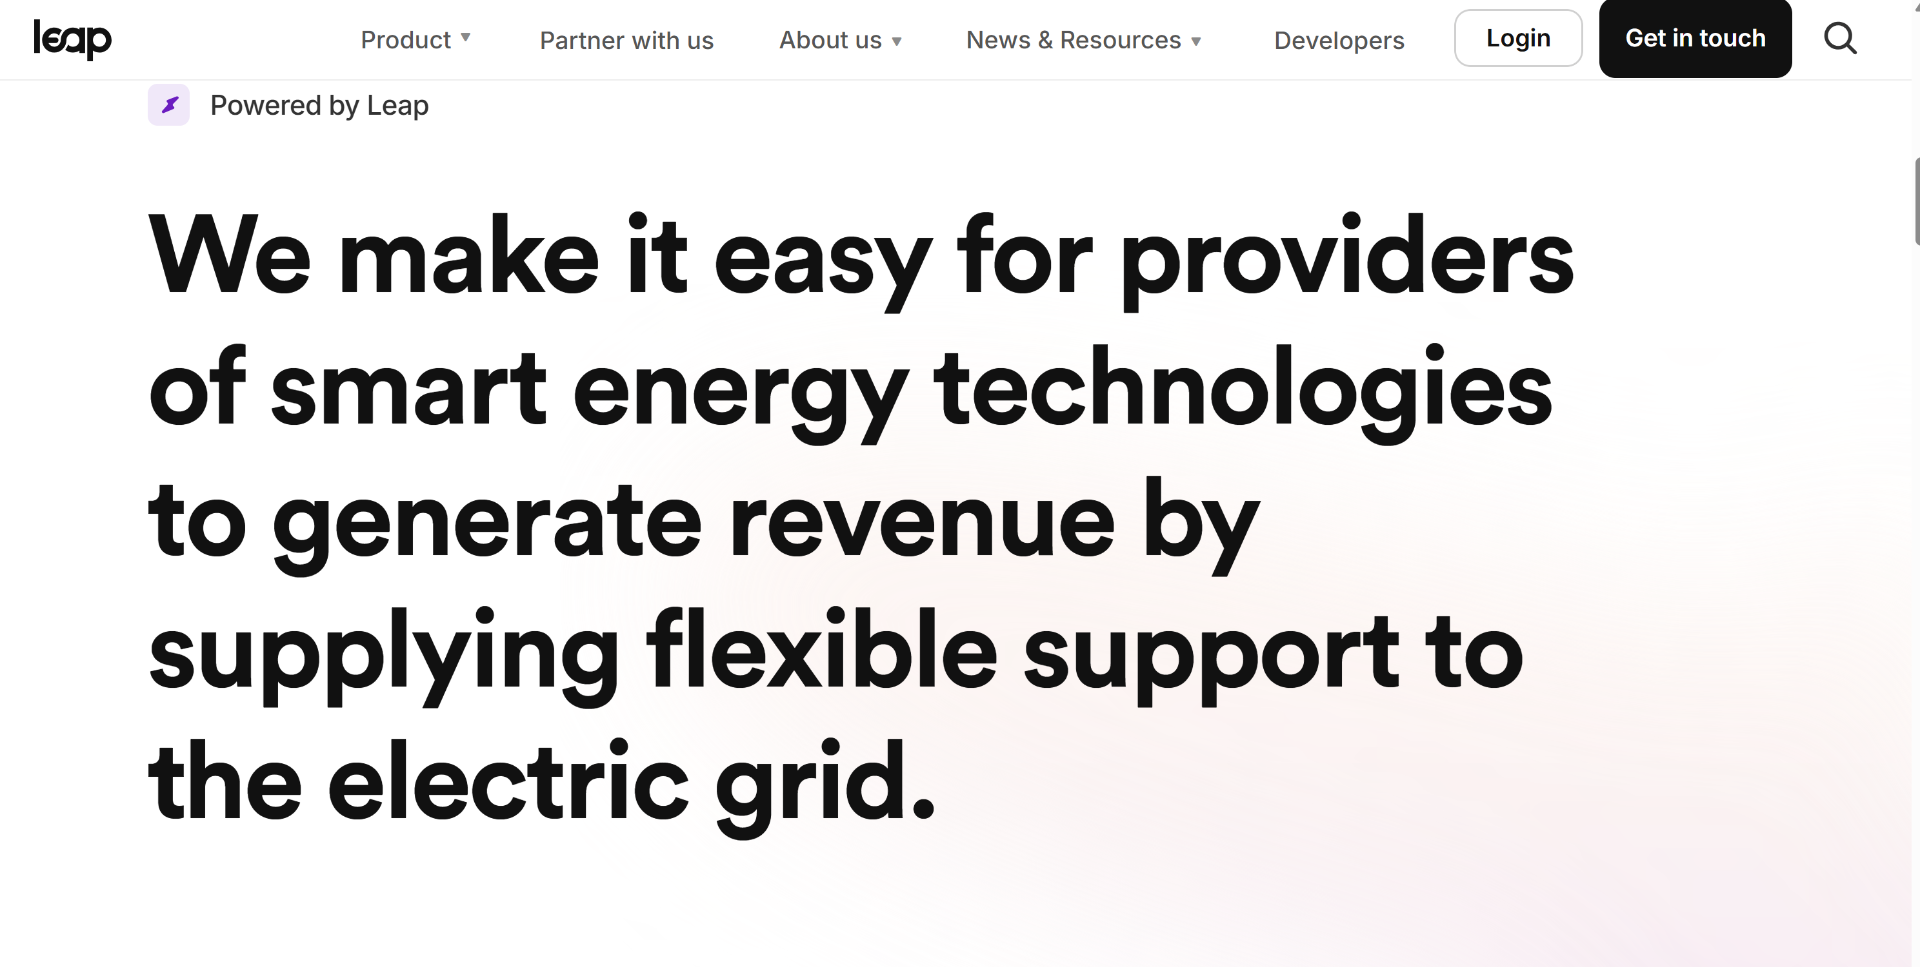 leap
Product
Partner with us
About us
News & Resources
Developers
Login
Get in touch
Powered by Leap
We make it easy for providers
of smart energy technologies
to generate revenue by
supplying flexible support to
the electric grid.